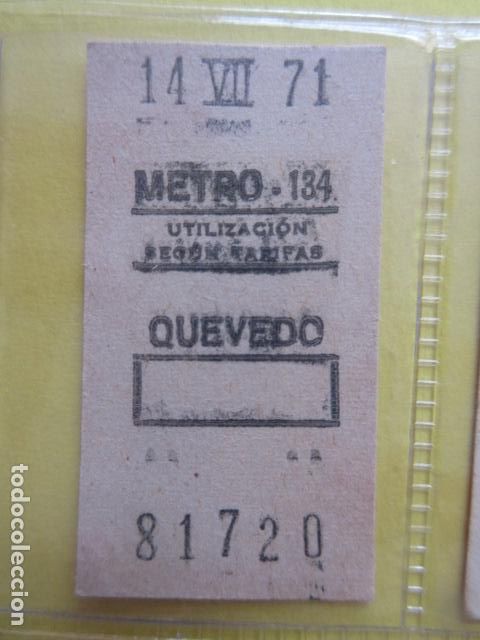 14 VII 71
METRO - 134
UTILIZACIÓN
SEGÚN TARIFAS
QUEVEDO
81720
todocoleccion